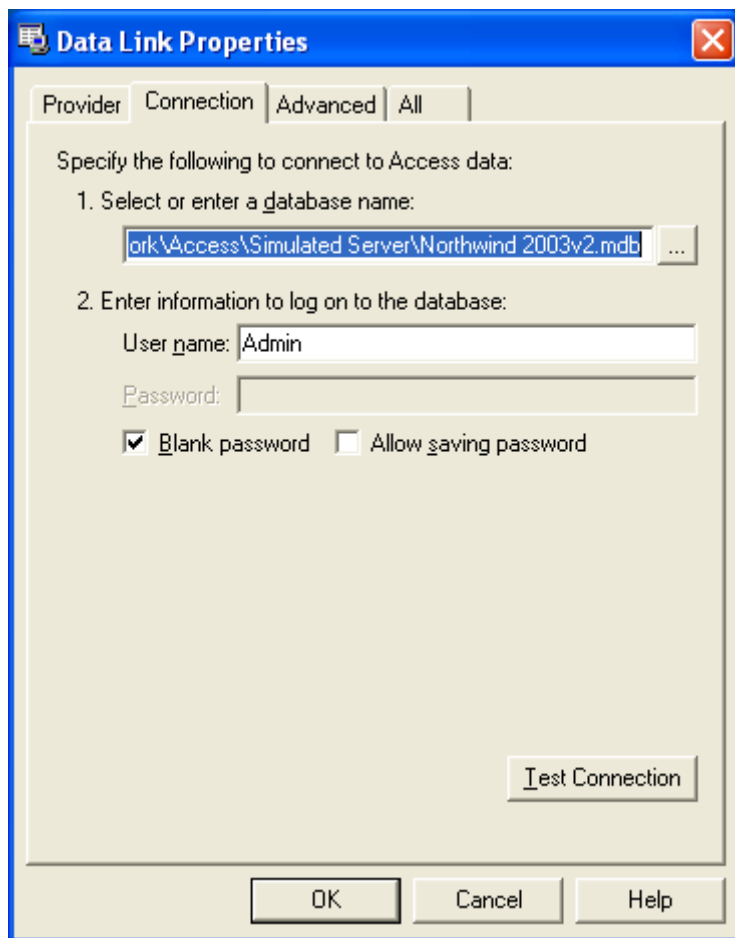 Data Link Properties
Provider Connection Advanced All
Specify the following to connect to Access data:
1. Select or enter a database name:
ork\Access\Simulated Server\Northwind 2003v2.mdb ...
2. Enter information to log on to the database:
User name: Admin
Password:
Blank password Allow saving password
Test Connection
OK Cancel Help